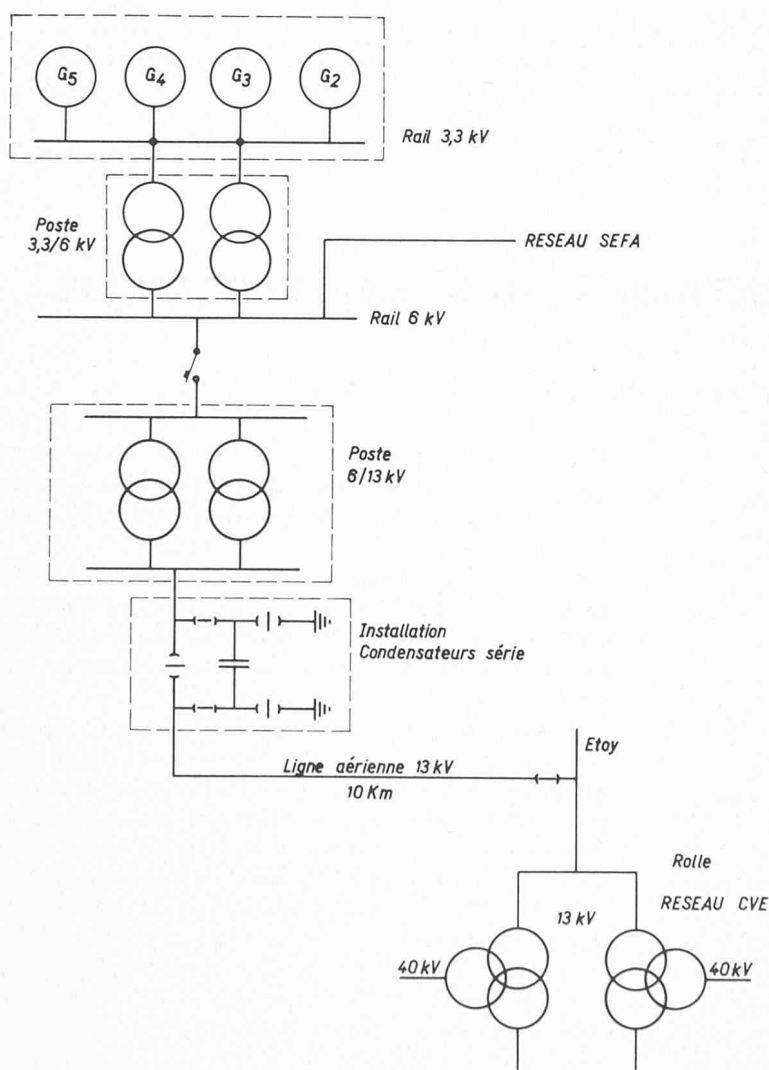 G5 G4 G3 G2
Rail 3,3 kV
Poste
3,3/6 kV
RESEAU SEFA
Rail 6 kV
Poste
6/13 kV
Installation
Condensateurs série
Etoy
Ligne aérienne 13 kV
10 Km
Rolle
RESEAU CVE
13 kV
40 kV 40 kV